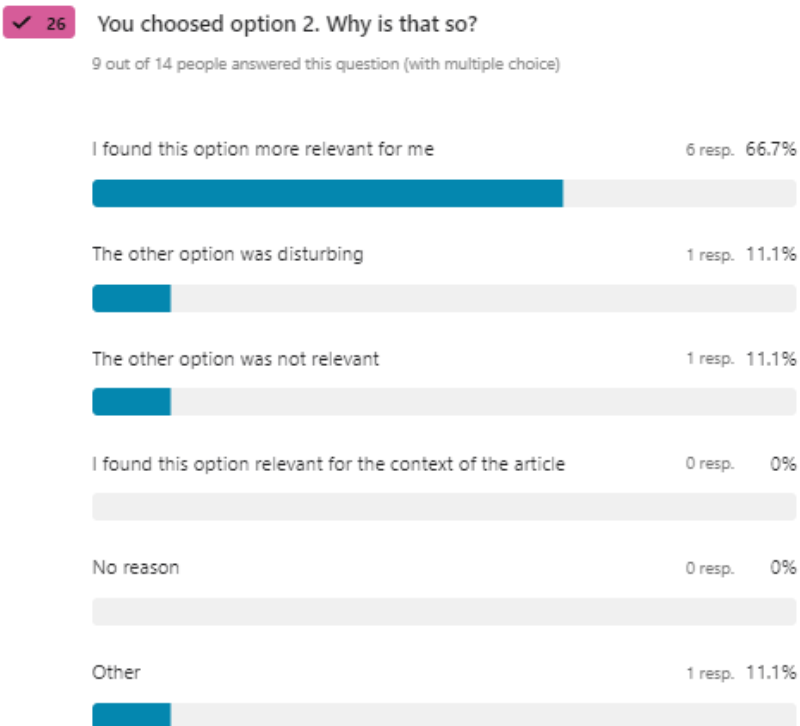 26 You choosed option 2. Why is that so?
9 out of 14 people answered this question (with multiple choice)
I found this option more relevant for me 6 resp. 66.7%
The other option was disturbing 1 resp. 11.1%
The other option was not relevant 1 resp. 11.1%
I found this option relevant for the context of the article 0 resp. 0%
No reason 0 resp. 0%
Other 1 resp. 11.1%